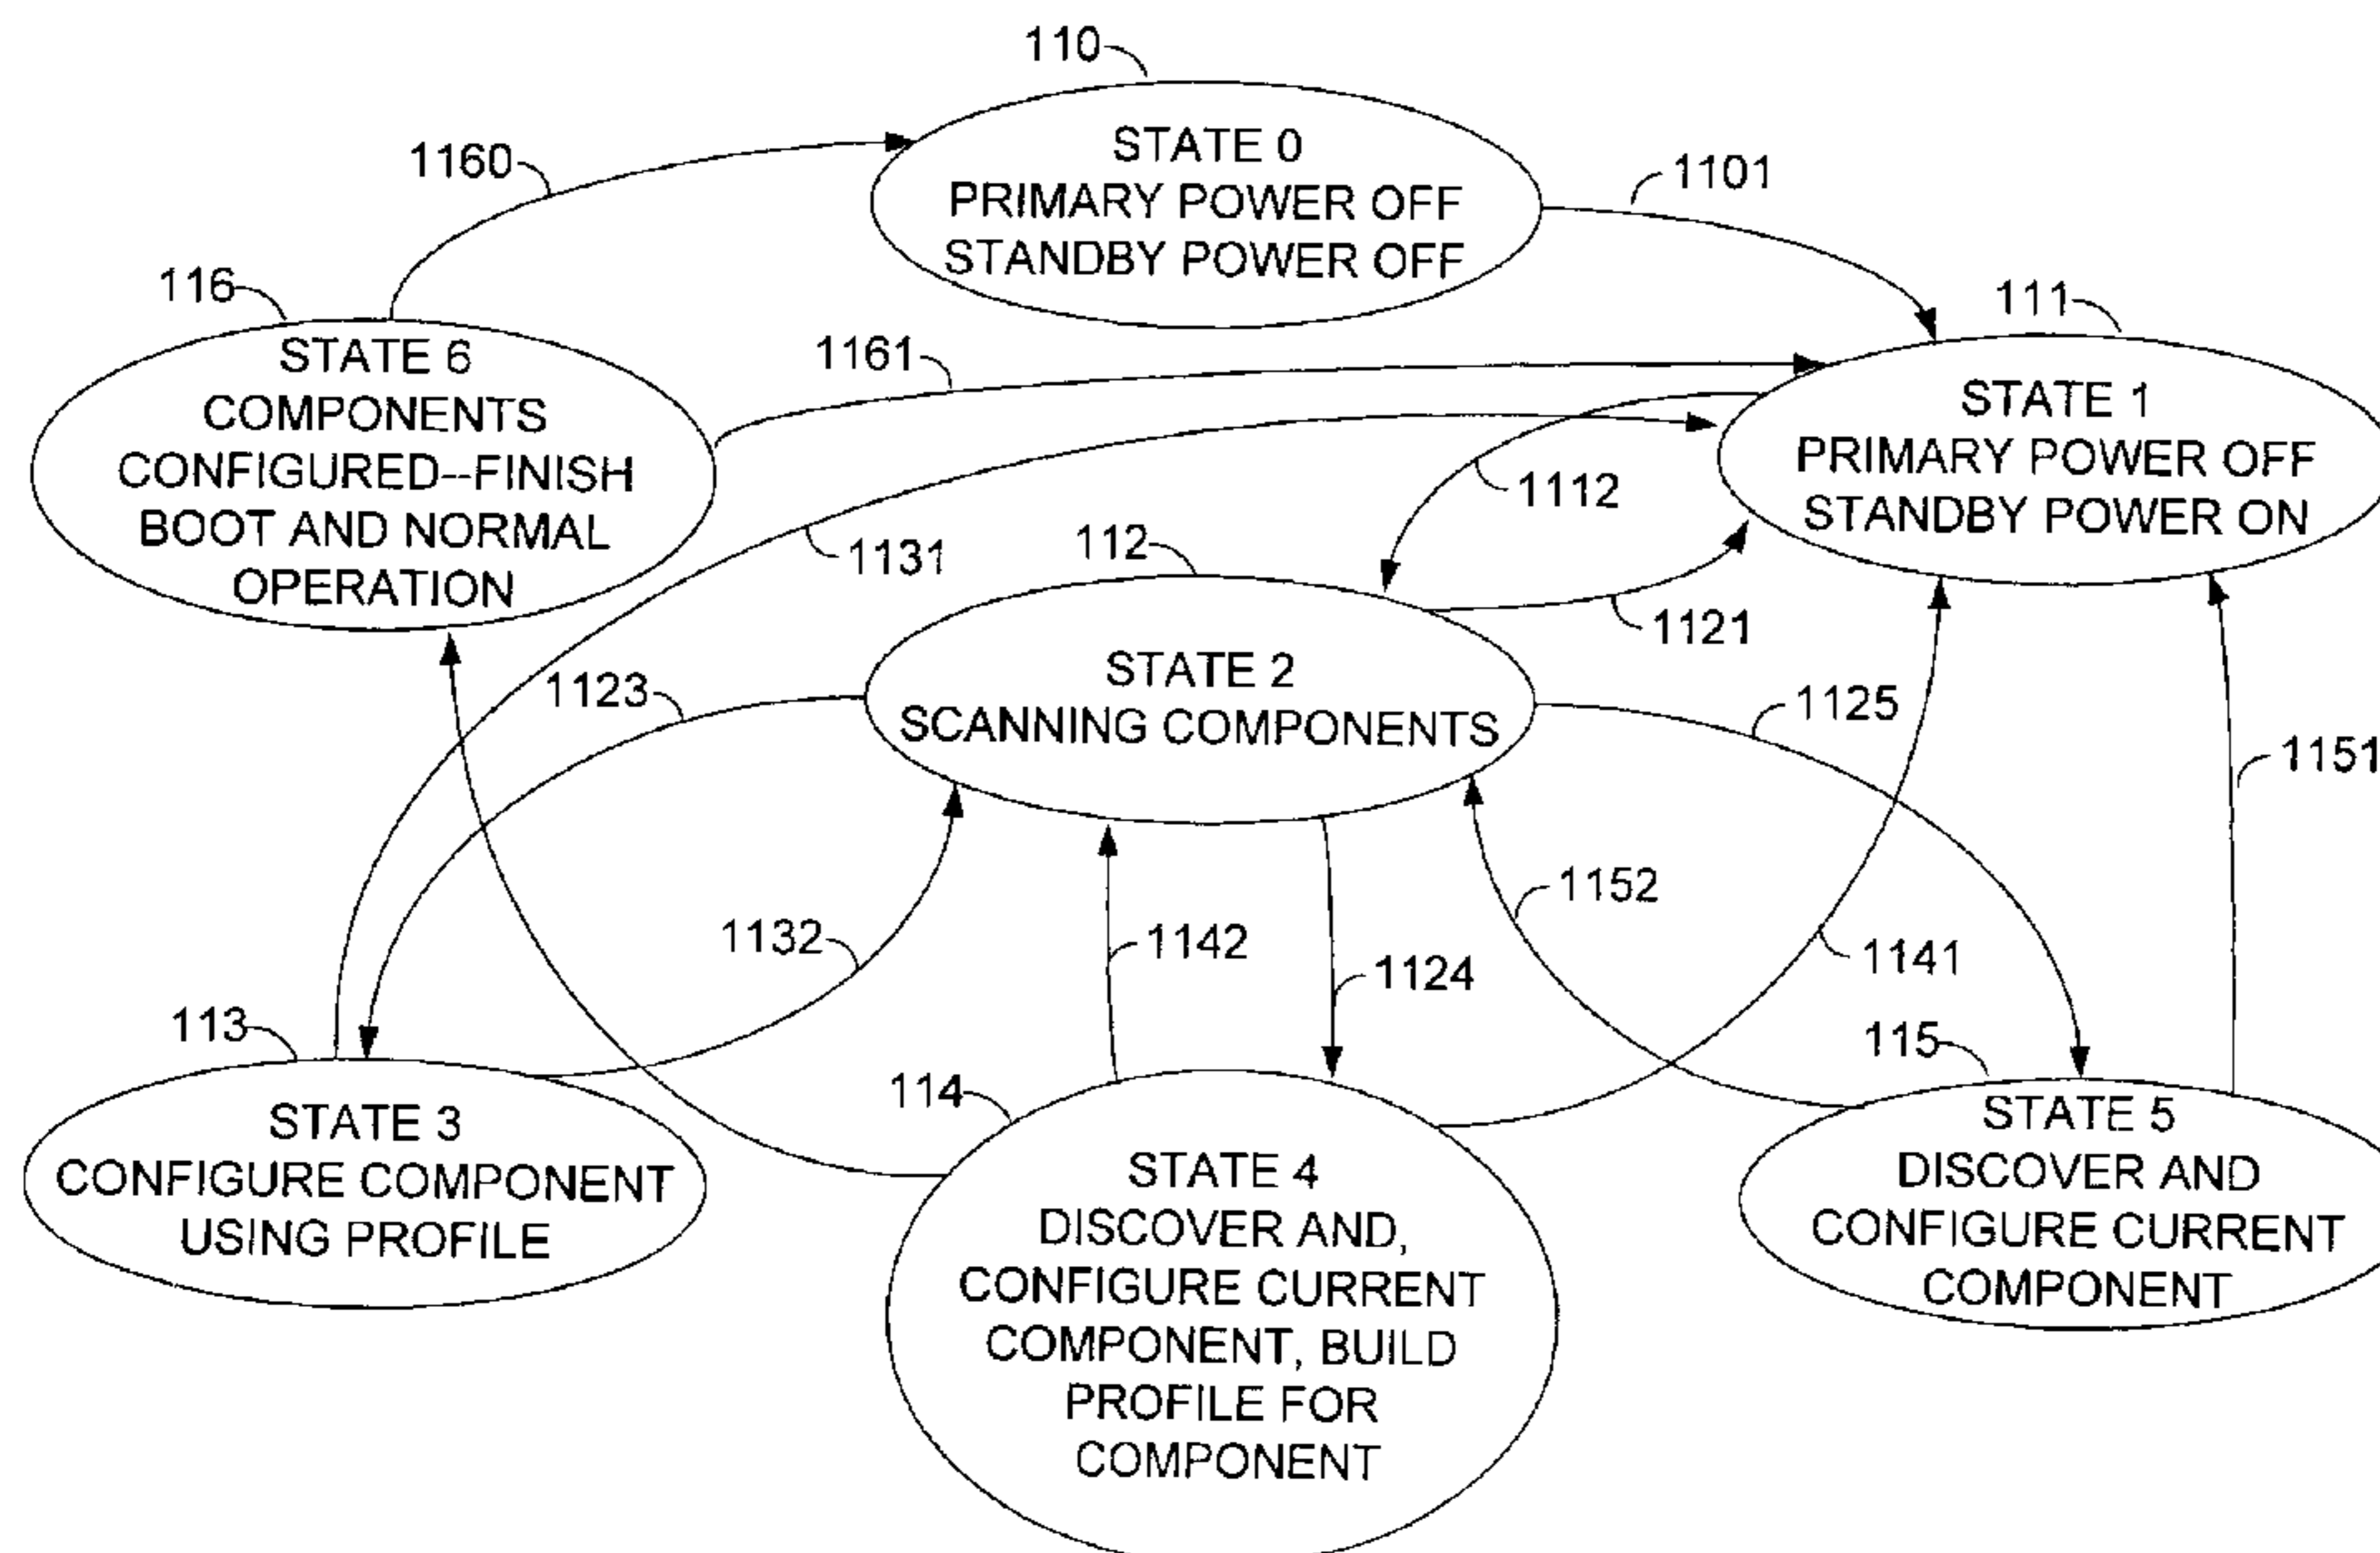 110
STATE 0
PRIMARY POWER OFF
STANDBY POWER OFF
1160
1101
116
STATE 6
COMPONENTS
CONFIGURED--FINISH
BOOT AND NORMAL
OPERATION
1161
111
STATE 1
PRIMARY POWER OFF
STANDBY POWER ON
1112
1131
112
1121
STATE 2
SCANNING COMPONENTS
1123
1125
1151
1132
1142
1124
1152
1141
113
STATE 3
CONFIGURE COMPONENT
USING PROFILE
114
STATE 4
DISCOVER AND,
CONFIGURE CURRENT
COMPONENT, BUILD
PROFILE FOR
COMPONENT
115
STATE 5
DISCOVER AND
CONFIGURE CURRENT
COMPONENT